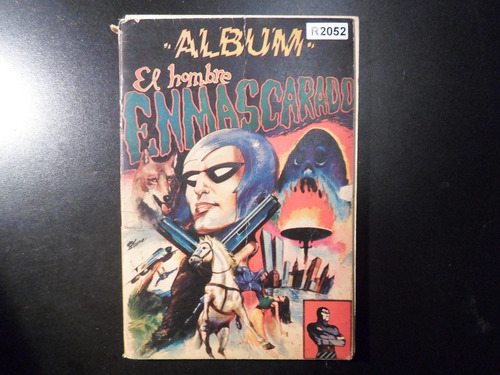 "ALBUM"
R2052
El hombre
ENMASCARADO